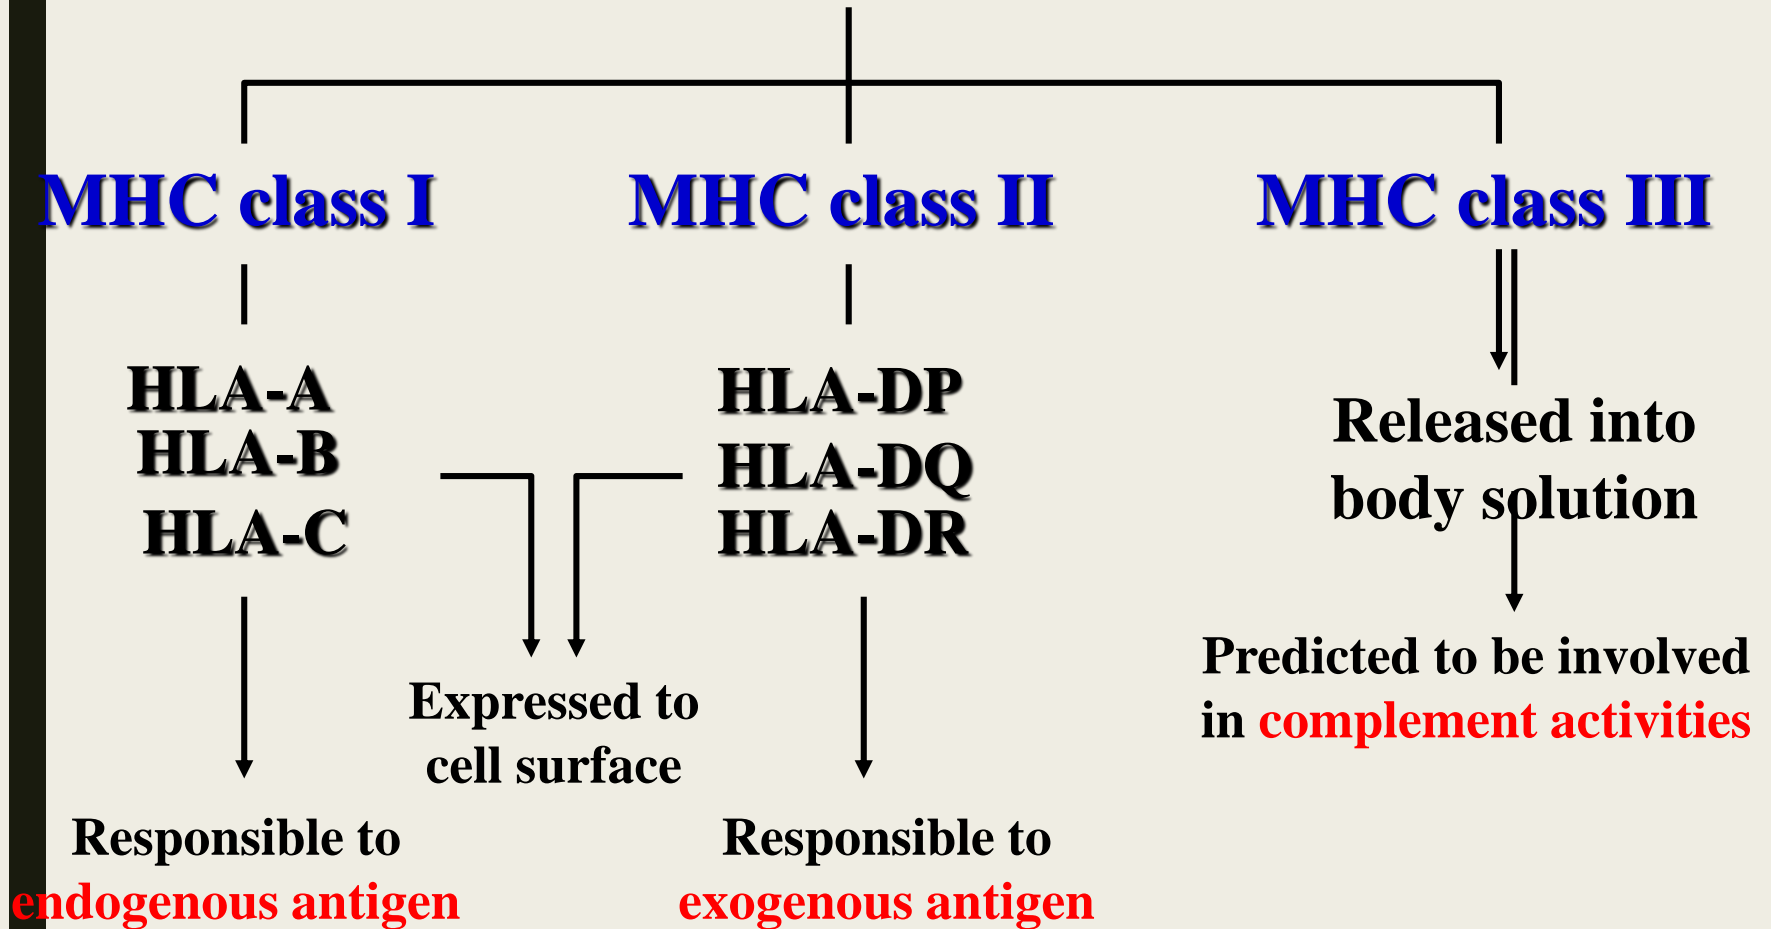 MHC class I
MHC class II
MHC class III
HLA-A
HLA-B
HLA-C
HLA-DP
HLA-DQ
HLA-DR
Released into
body solution
Expressed to
cell surface
Predicted to be involved
in complement activities
Responsible to
endogenous antigen
Responsible to
exogenous antigen